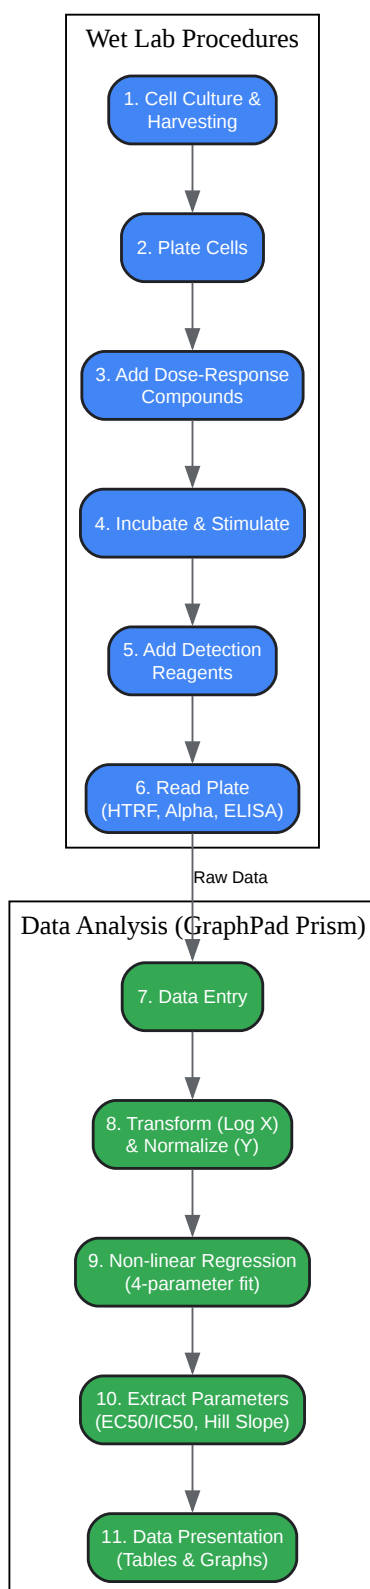 Wet Lab Procedures
1. Cell Culture &
Harvesting
2. Plate Cells
3. Add Dose-Response
Compounds
4. Incubate & Stimulate
5. Add Detection
Reagents
6. Read Plate
(HTRF, Alpha, ELISA)
Raw Data
Data Analysis (GraphPad Prism)
7. Data Entry
8. Transform (Log X)
& Normalize (Y)
9. Non-linear Regression
(4-parameter fit)
10. Extract Parameters
(EC50/IC50, Hill Slope)
11. Data Presentation
(Tables & Graphs)